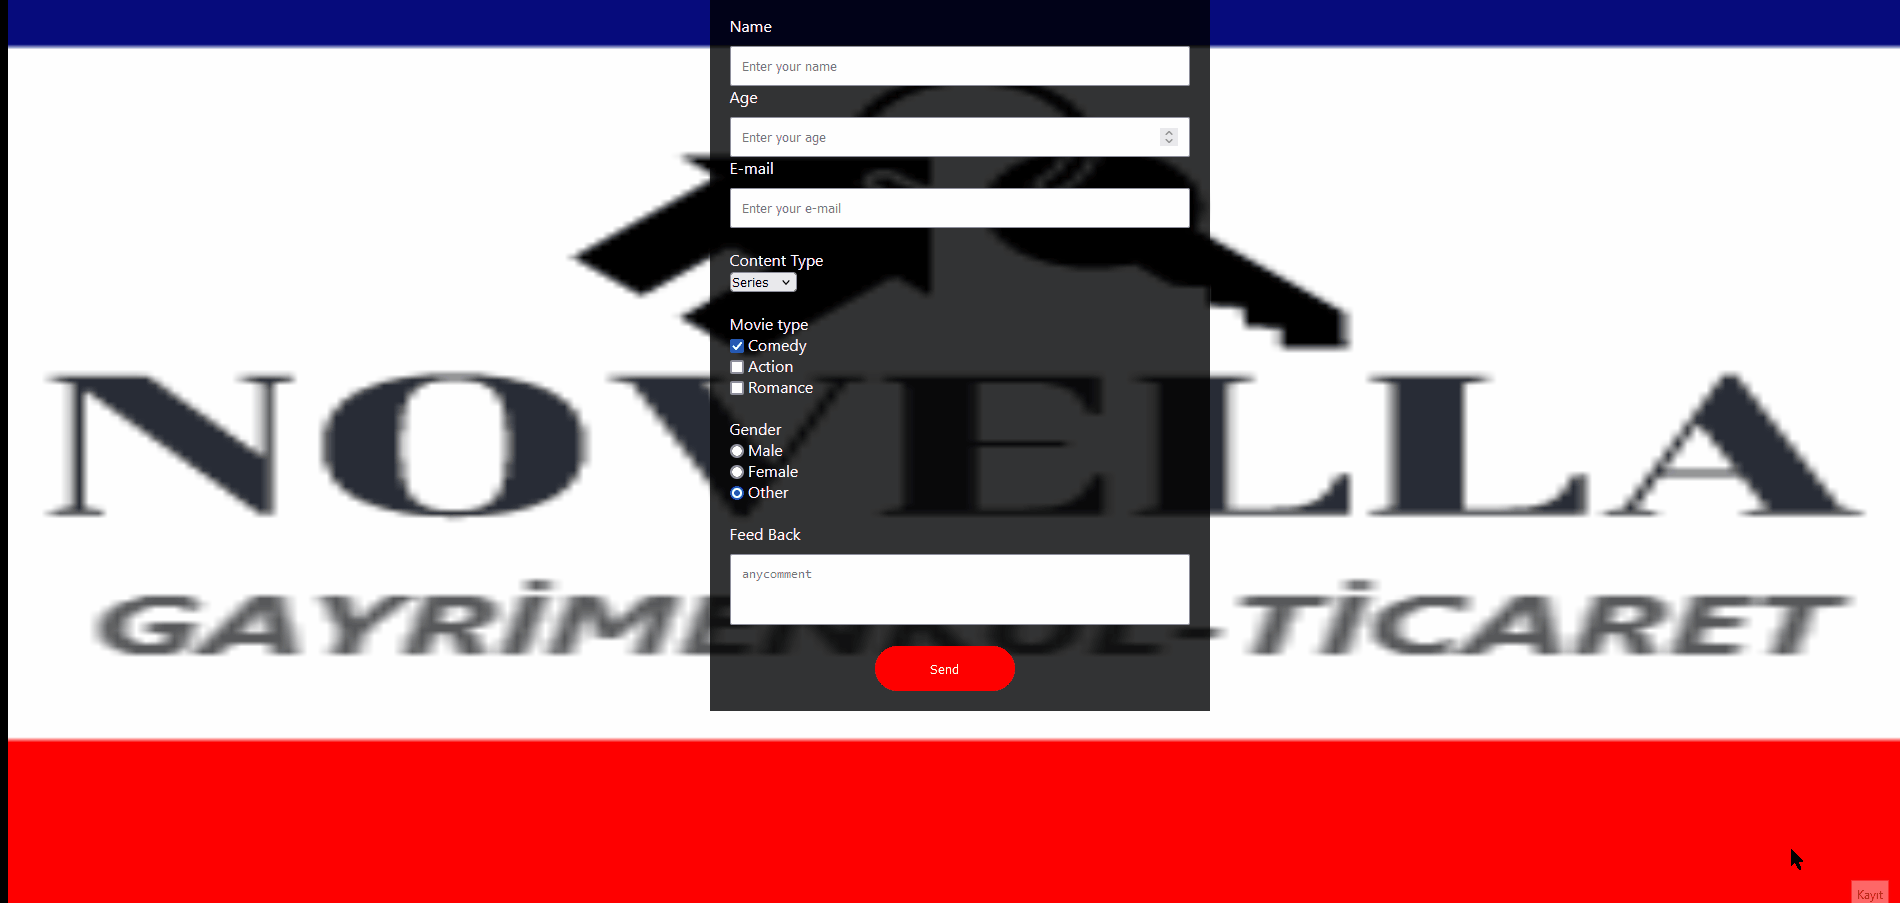 Name
Enter your name
Age
Enter your age
E-mail
Enter your e-mail
Content Type
Series
Movie type
Comedy
Action
Romance
NOVELLA
Gender
Male
Female
Other
Feed Back
anycomment
GAYRİMENKUL-TİCARET
Send
Kayıt